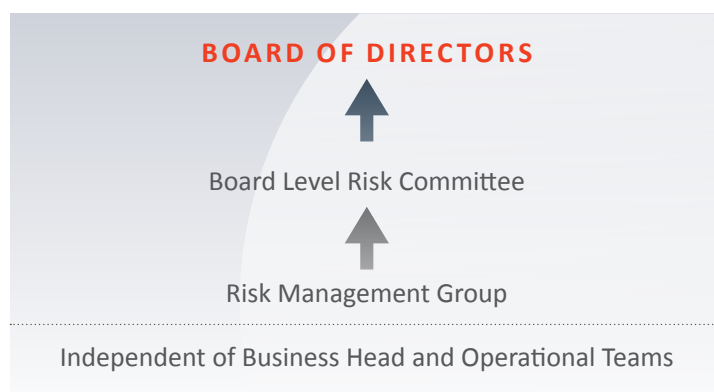 BOARD OF DIRECTORS
Board Level Risk Committee
Risk Management Group
Independent of Business Head and Operational Teams